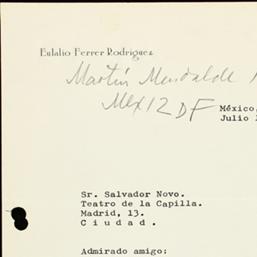 Eulalio Ferrer Rodríguez
Martín Mendalde
MEX 12 DF
México,
Julio
Sr. Salvador Novo.
Teatro de la Capilla.
Madrid, 13.
C i u d a d .
Admirado amigo: